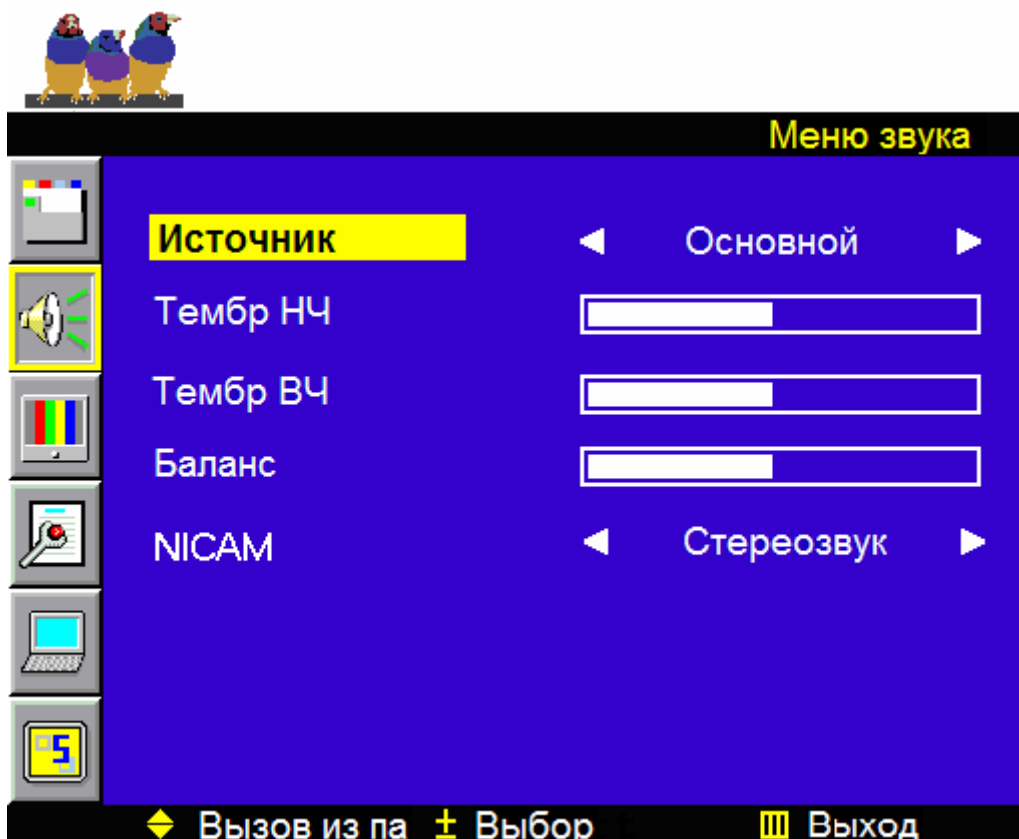 Меню звука
Источник ◄ Основной ►
Тембр НЧ
Тембр ВЧ
Баланс
NICAM ◄ Стереозвук ►
Вызов из па ± Выбор Выход